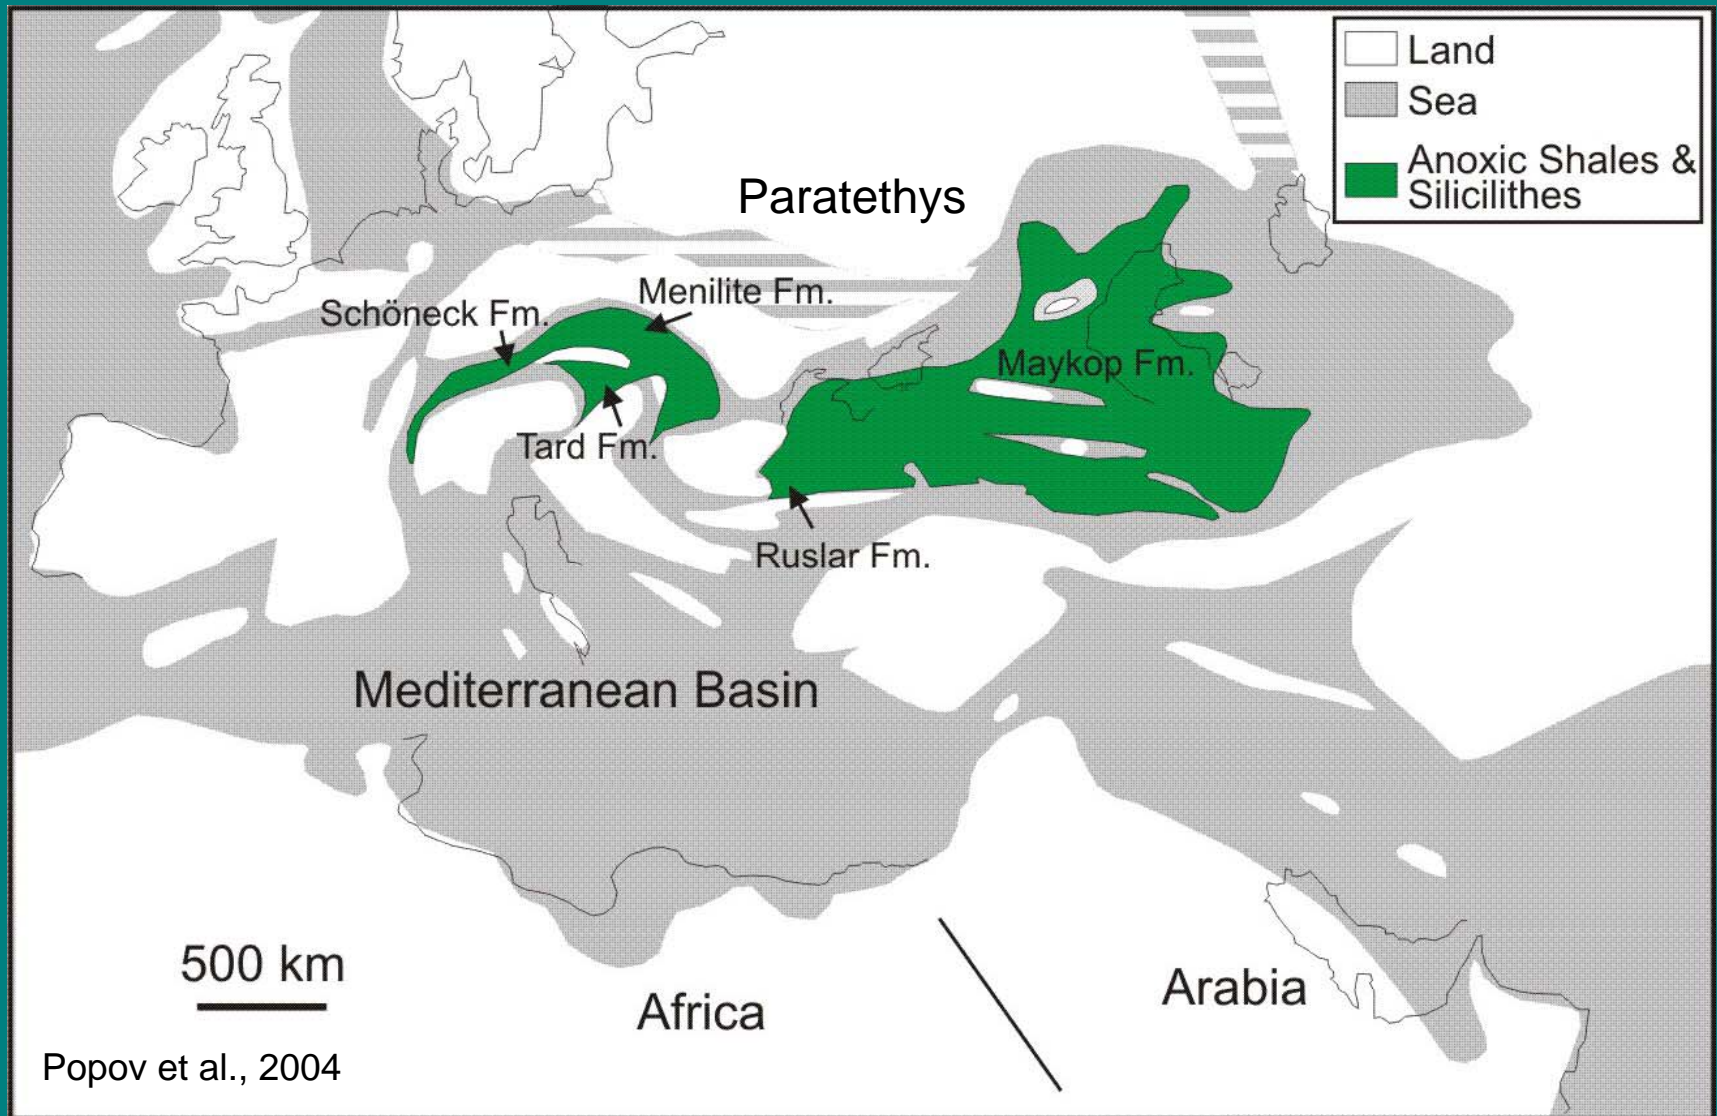 Land
Sea
Anoxic Shales &
Silicilithes
Paratethys
Menilite Fm.
Schöneck Fm.
Maykop Fm.
Tard Fm.
Ruslar Fm.
Mediterranean Basin
500 km
Africa
Arabia
Popov et al., 2004